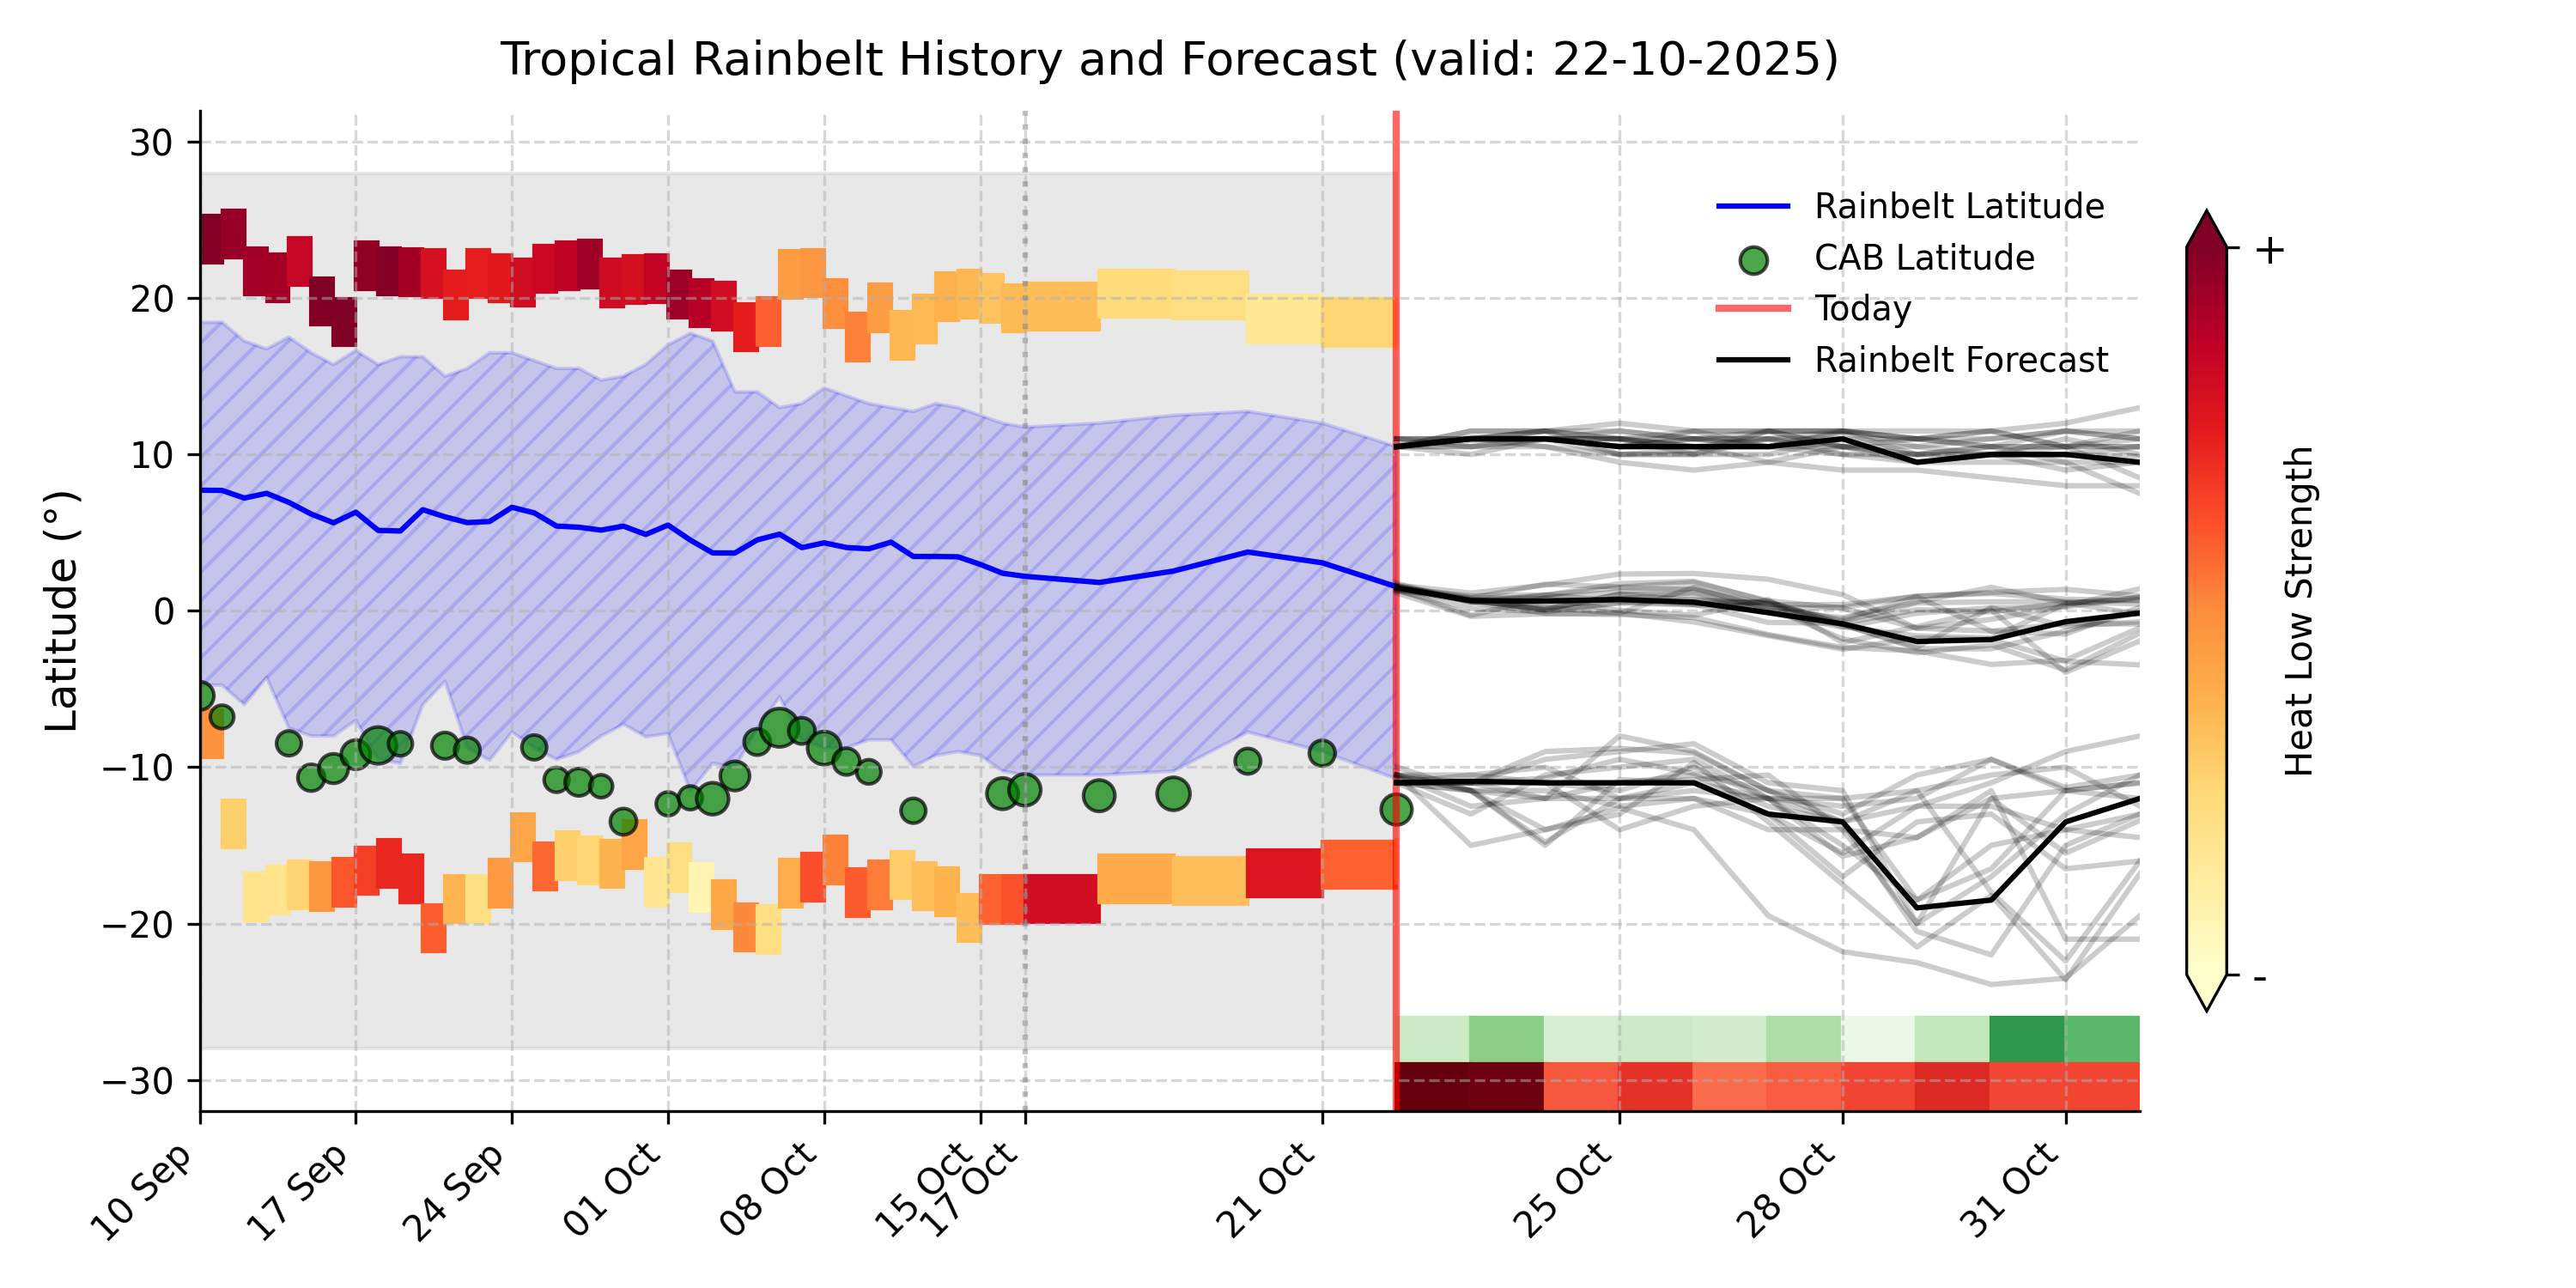 Tropical Rainbelt History and Forecast (valid: 22-10-2025)
Latitude (°)
30
20
10
0
−10
−20
−30
Rainbelt Latitude
CAB Latitude
Today
Rainbelt Forecast
10 Sep
17 Sep
24 Sep
01 Oct
08 Oct
15 Oct
17 Oct
21 Oct
25 Oct
28 Oct
31 Oct
+
-
Heat Low Strength